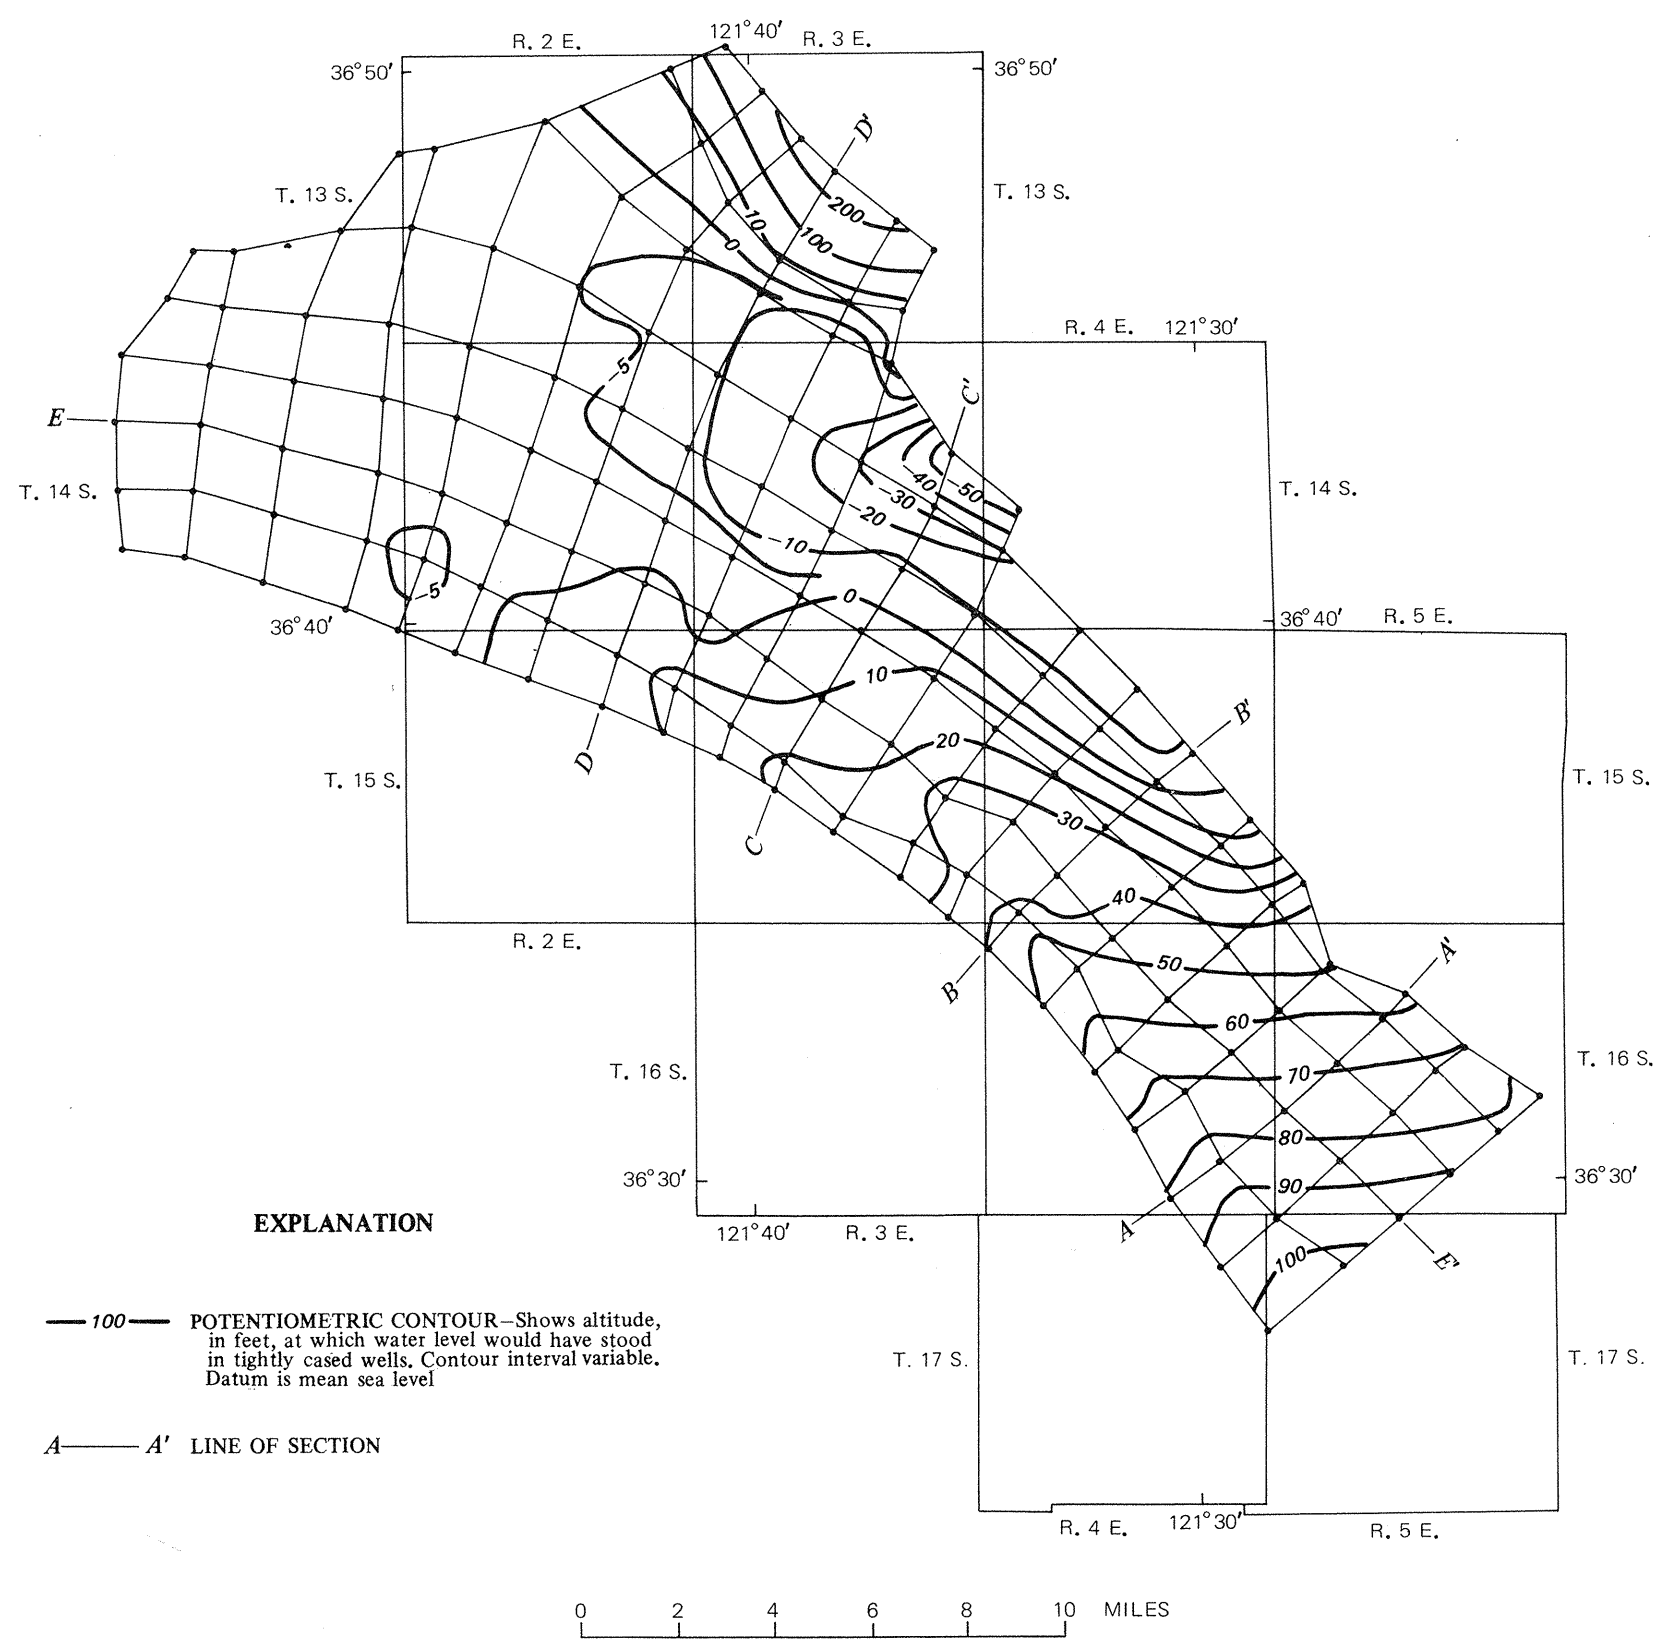 121°40′
R. 2 E.
R. 3 E.
36°50′
36°50′
D′
T. 13 S.
T. 13 S.
200
10
100
0
R. 4 E.
121°30′
−5
C′
E
−40
−50
T. 14 S.
T. 14 S.
−30
−20
−10
−5
0
36°40′
36°40′
R. 5 E.
10
B′
20
D
T. 15 S.
T. 15 S.
30
C
40
R. 2 E.
A′
50
B
60
T. 16 S.
T. 16 S.
70
80
36°30′
36°30′
90
EXPLANATION
A
121°40′
R. 3 E.
100
E′
100
POTENTIOMETRIC CONTOUR—Shows altitude,
in feet, at which water level would have stood
in tightly cased wells. Contour interval variable.
Datum is mean sea level
T. 17 S.
T. 17 S.
A
A′
LINE OF SECTION
R. 4 E.
121°30′
R. 5 E.
0
2
4
6
8
10
MILES